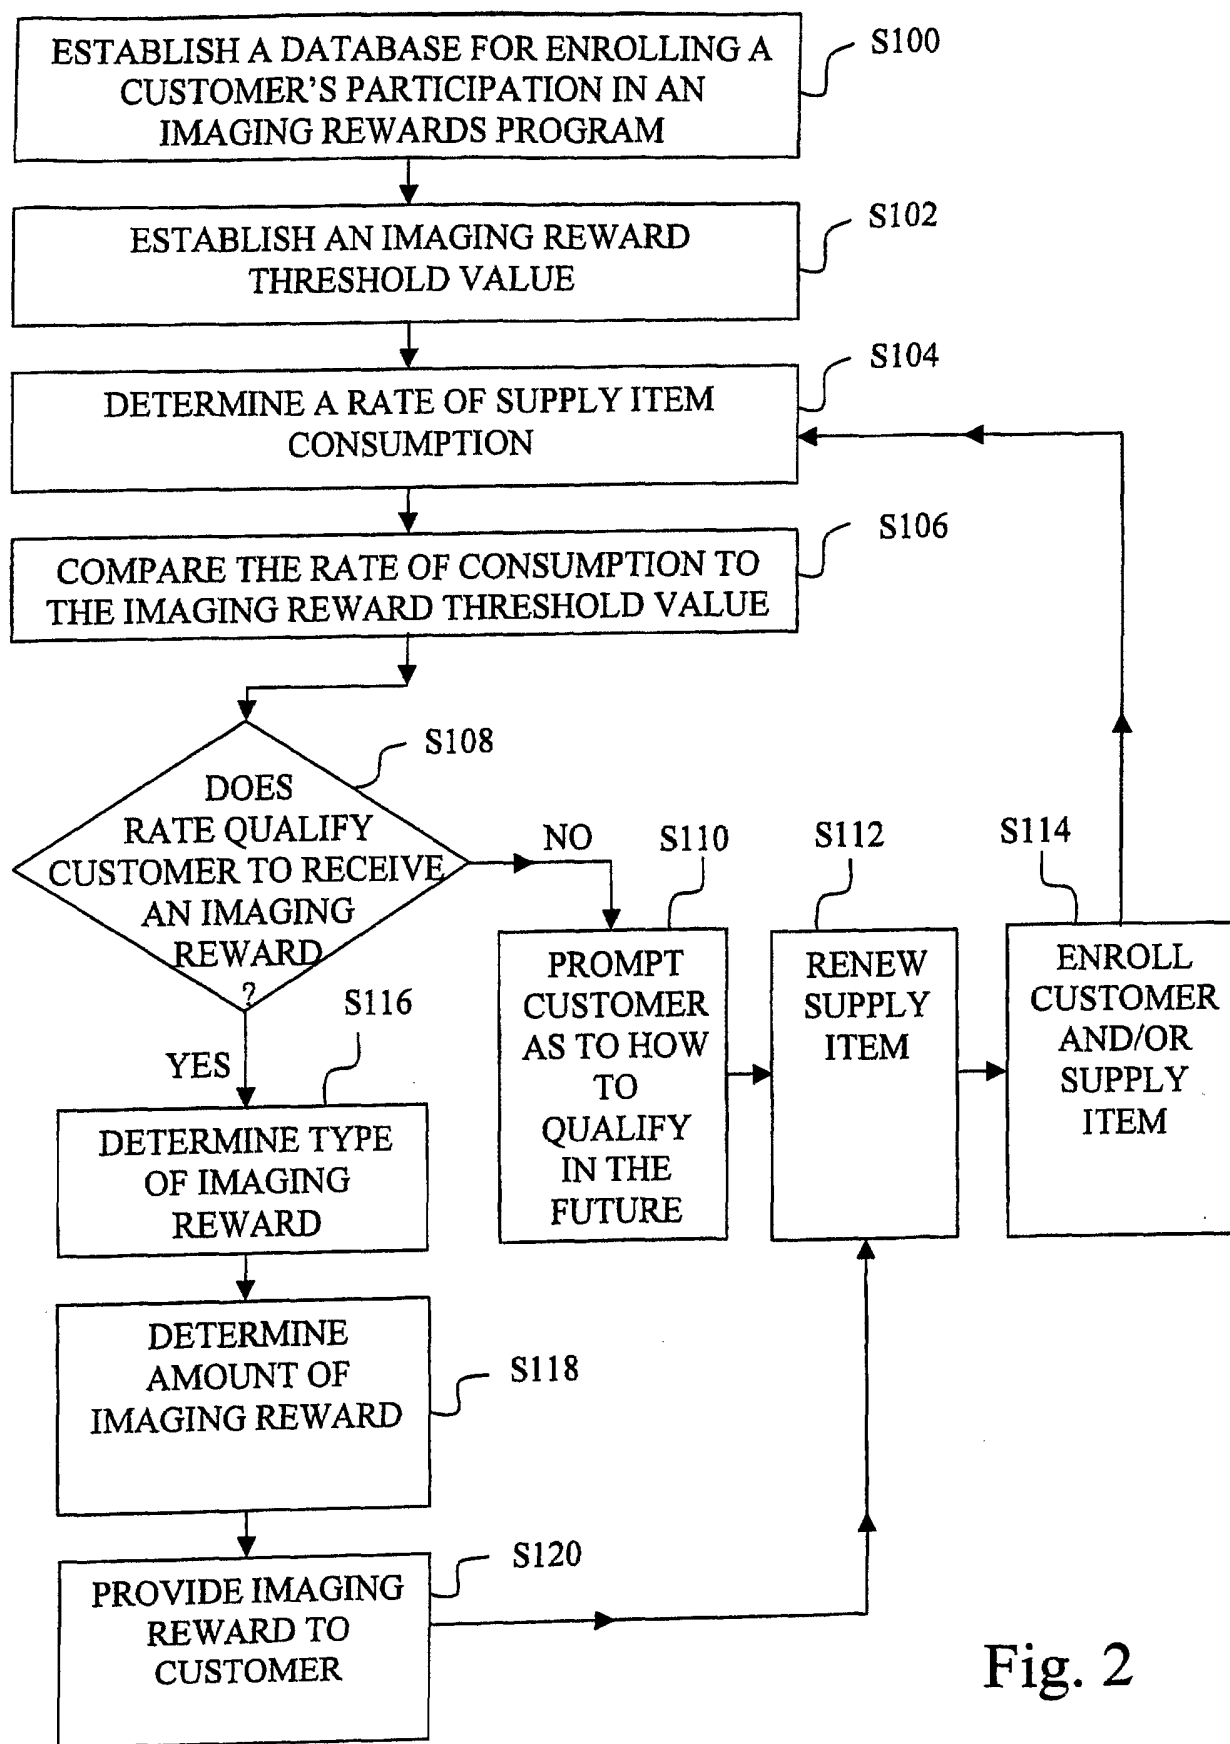 ESTABLISH A DATABASE FOR ENROLLING A
CUSTOMER'S PARTICIPATION IN AN
IMAGING REWARDS PROGRAM
S100
ESTABLISH AN IMAGING REWARD
THRESHOLD VALUE
S102
DETERMINE A RATE OF SUPPLY ITEM
CONSUMPTION
S104
COMPARE THE RATE OF CONSUMPTION TO
THE IMAGING REWARD THRESHOLD VALUE
S106
DOES
RATE QUALIFY
CUSTOMER TO RECEIVE
AN IMAGING
REWARD
?
S108
NO
YES
S110
PROMPT
CUSTOMER
AS TO HOW
TO
QUALIFY
IN THE
FUTURE
S112
RENEW
SUPPLY
ITEM
S114
ENROLL
CUSTOMER
AND/OR
SUPPLY
ITEM
S116
DETERMINE TYPE
OF IMAGING
REWARD
DETERMINE
AMOUNT OF
IMAGING REWARD
S118
PROVIDE IMAGING
REWARD TO
CUSTOMER
S120
Fig. 2